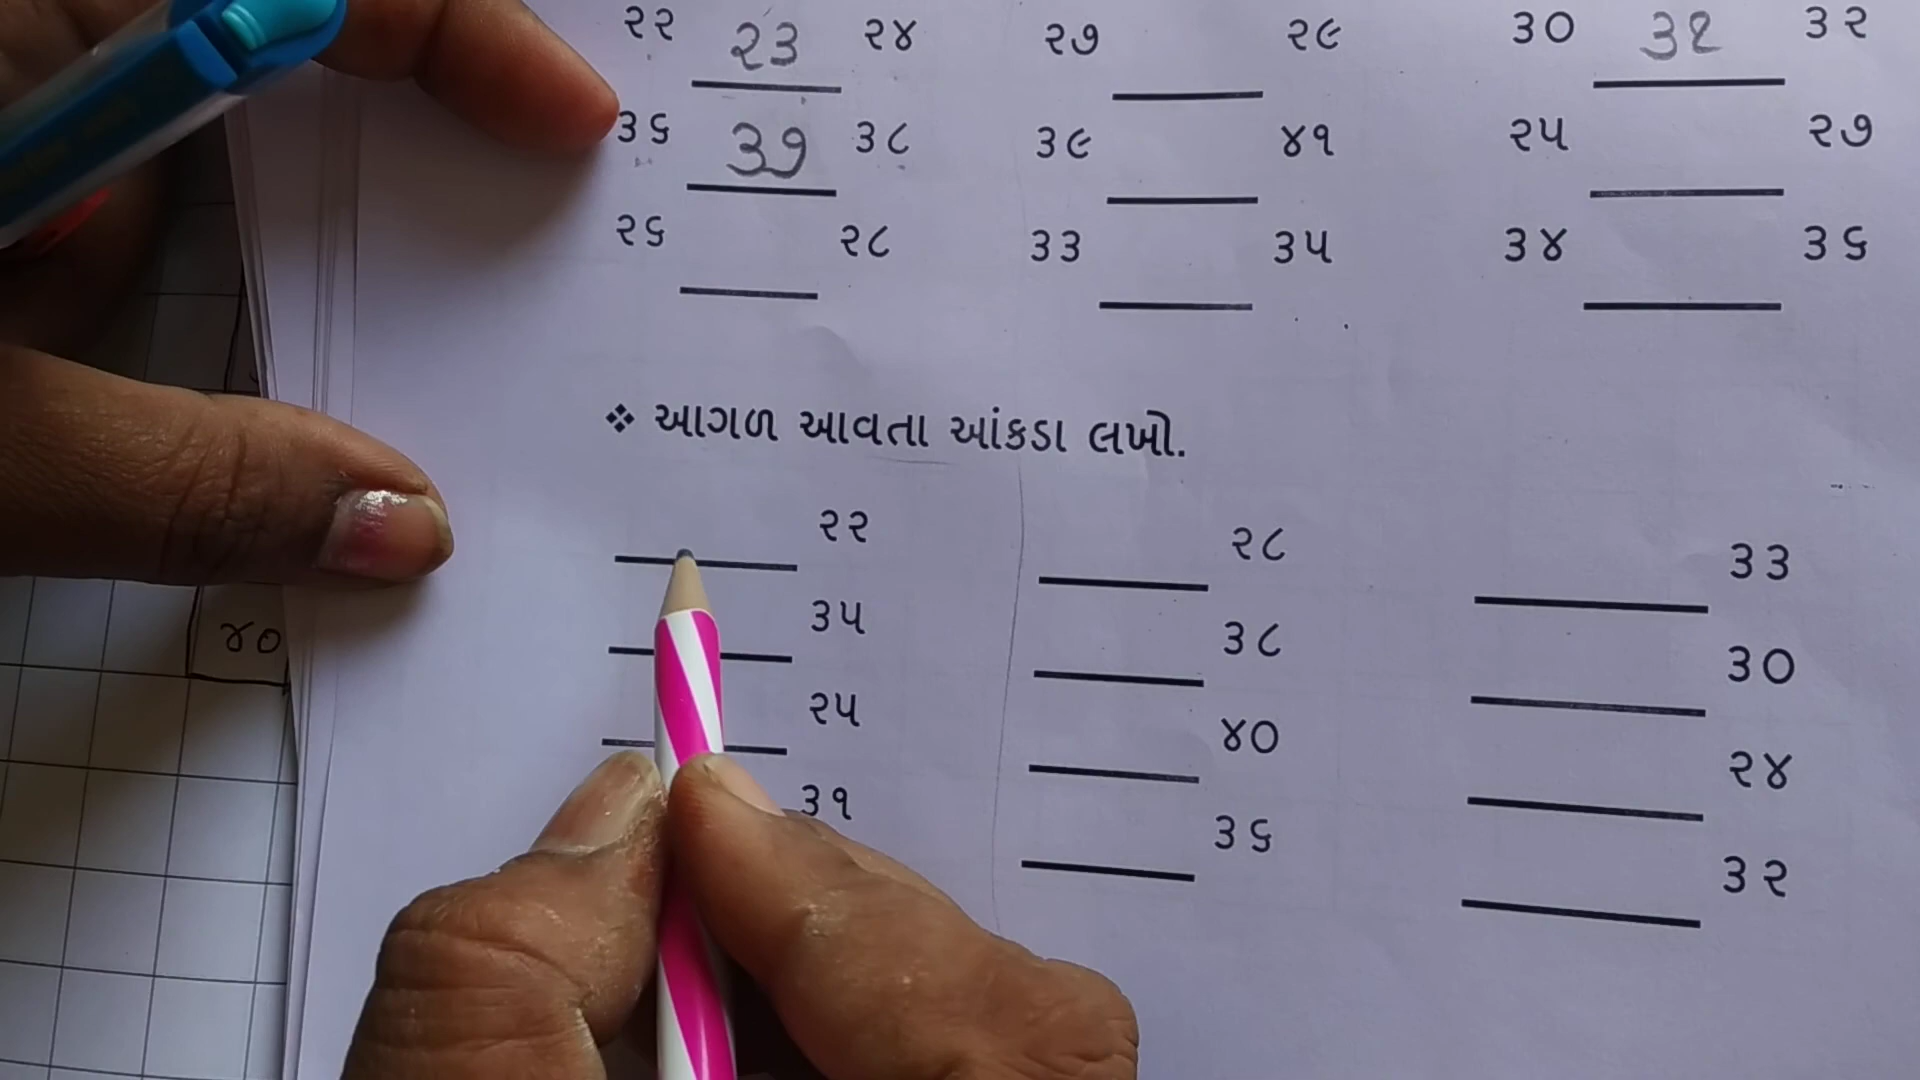 ૨૨ ૨૩ ૨૪ ૨૭ ૨૯ ૩૦ ૩૧ ૩૨
૩૬ ૩૭ ૩૮ ૩૯ ૪૧ ૨૫ ૨૭
૨૬ ૨૮ ૩૩ ૩૫ ૩૪ ૩૬
❖ આગળ આવતા આંકડા લખો.
૨૨ ૨૮ ૩૩
૩૫ ૩૮ ૩૦
૨૫ ૪૦ ૨૪
૩૧ ૩૬ ૩૨
૪૦